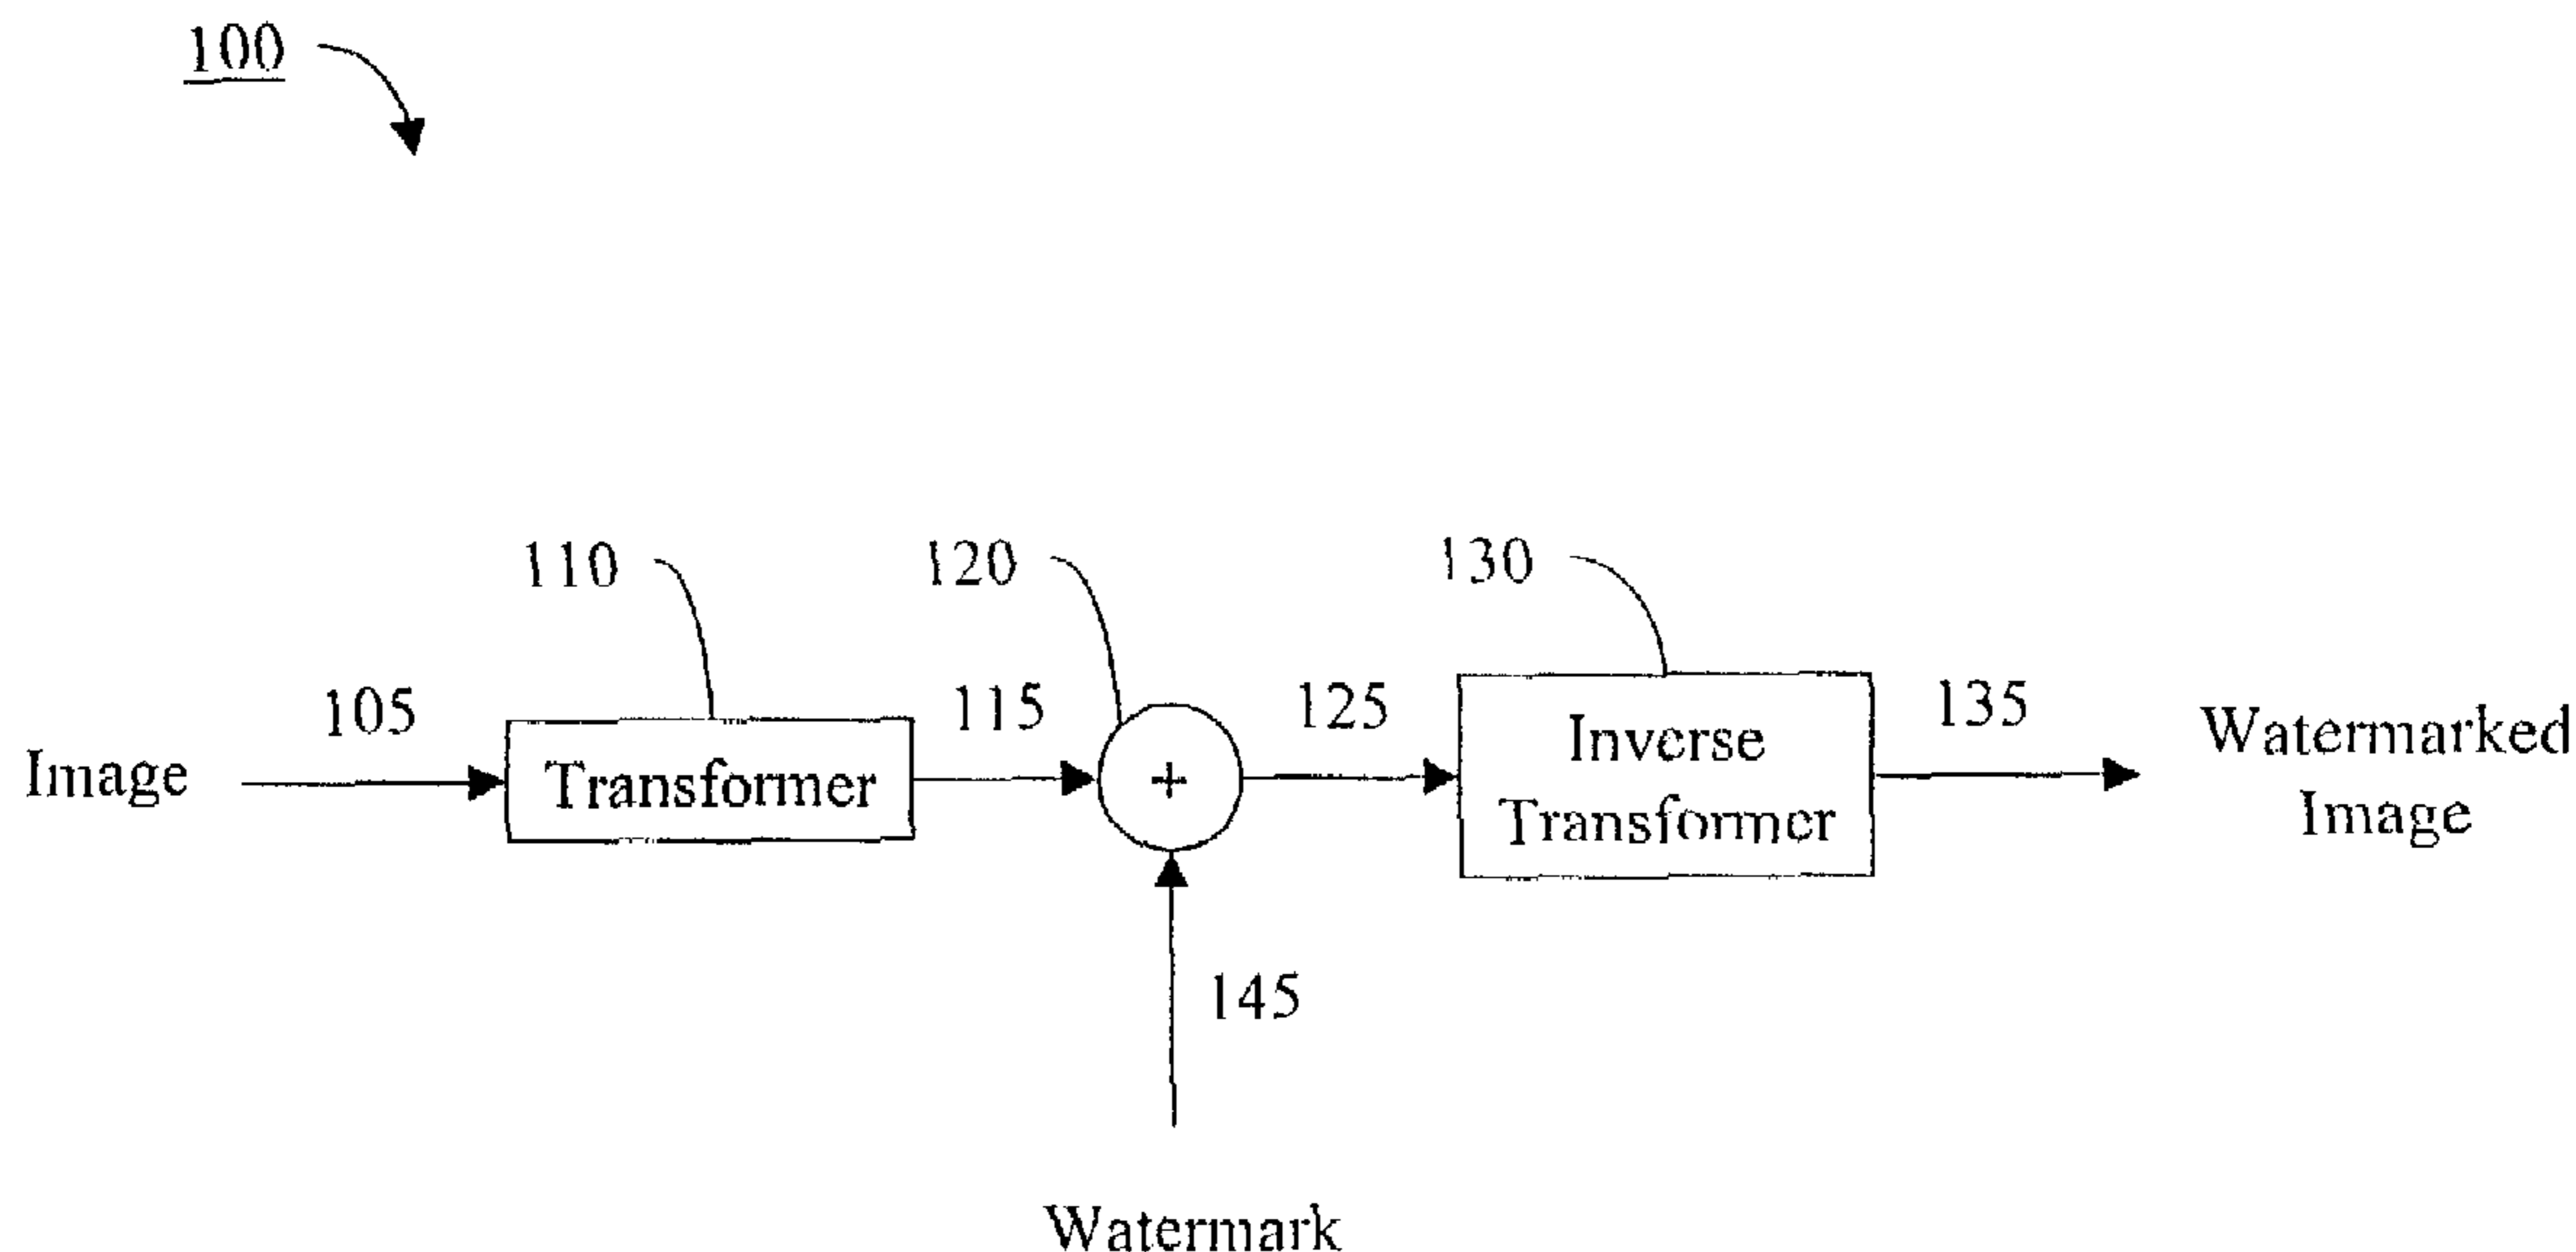 100
110
120
130
105
115
125
135
Image
Transformer
+
Inverse
Transformer
Watermarked
Image
145
Watermark